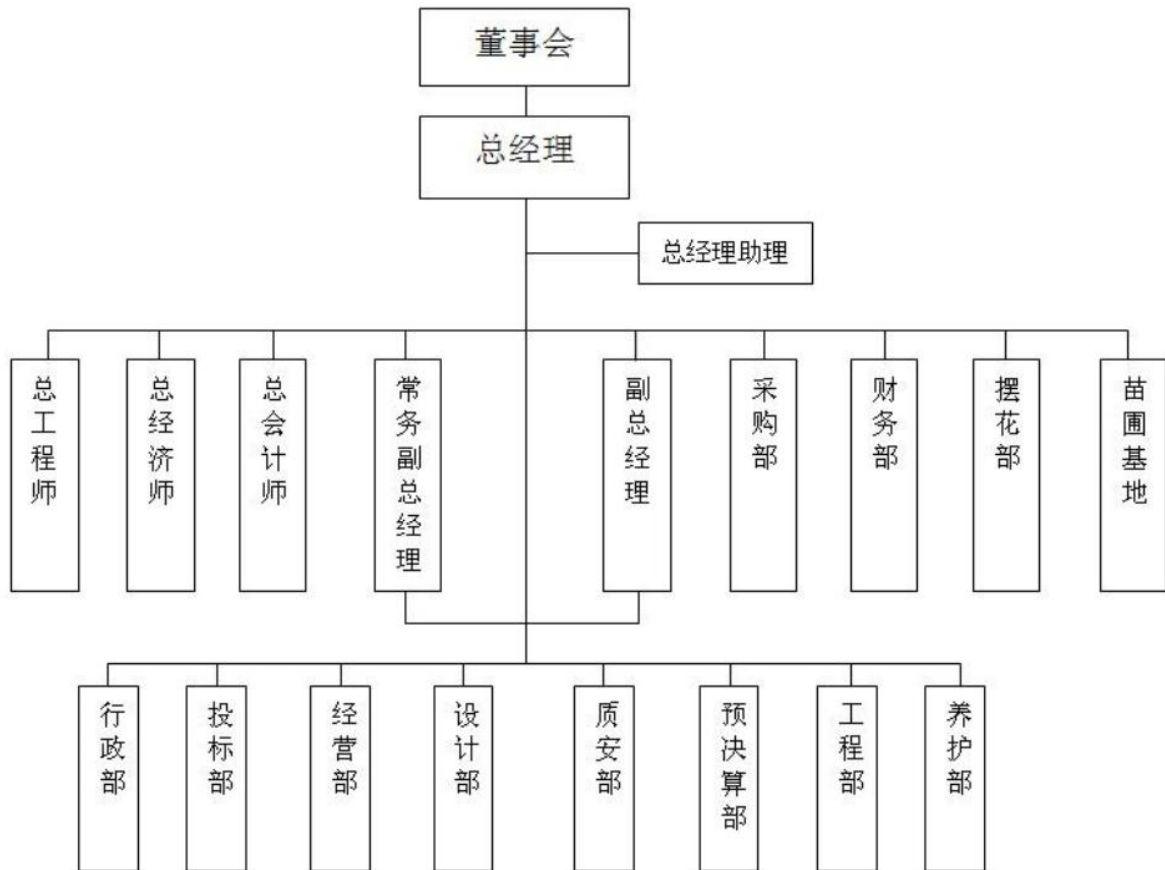 董事会
总经理
总经理助理
总工程师
总经济师
总会计师
常务副总经理
副总经理
采购部
财务部
摆花部
苗圃基地
行政部
投标部
经营部
设计部
质安部
预决算部
工程部
养护部